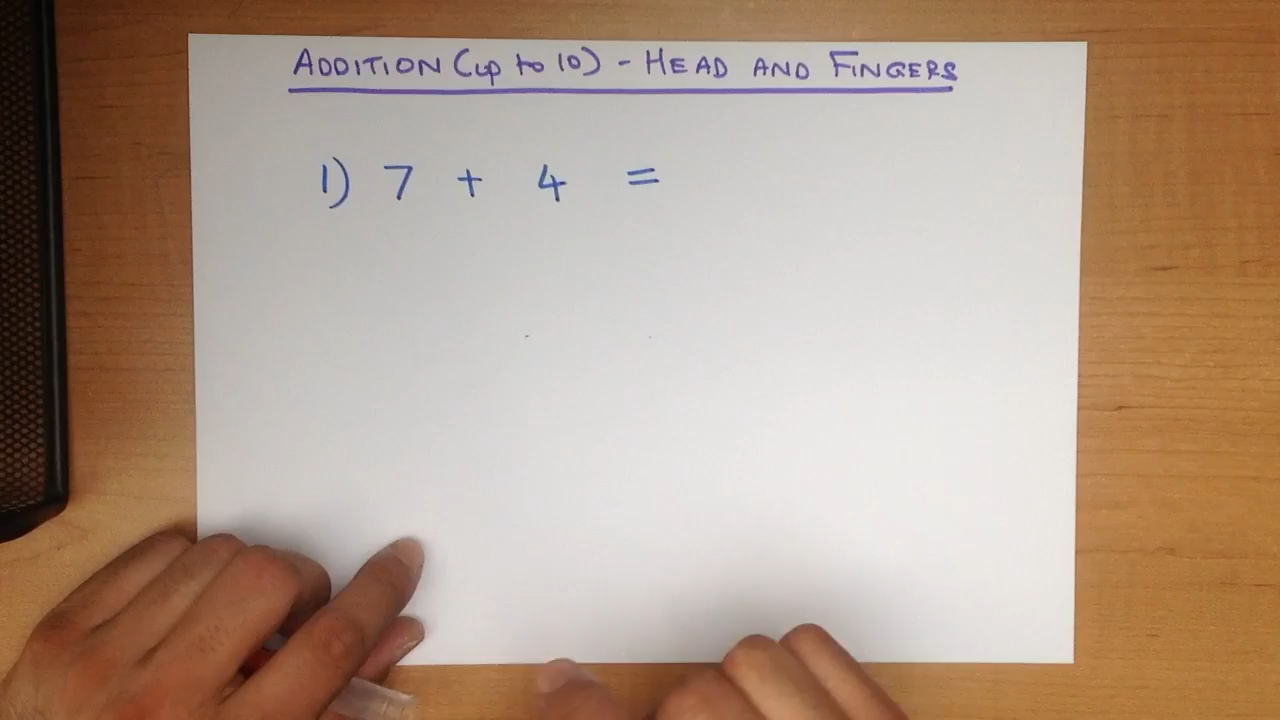 ADDITION (up to 10) - HEAD AND FINGERS
1) 7 + 4 =